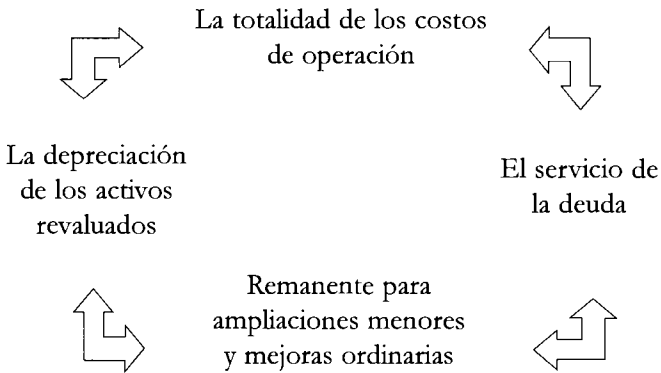 La totalidad de los costos
de operación
La depreciación
de los activos
revaluados
El servicio de
la deuda
Remanente para
ampliaciones menores
y mejoras ordinarias